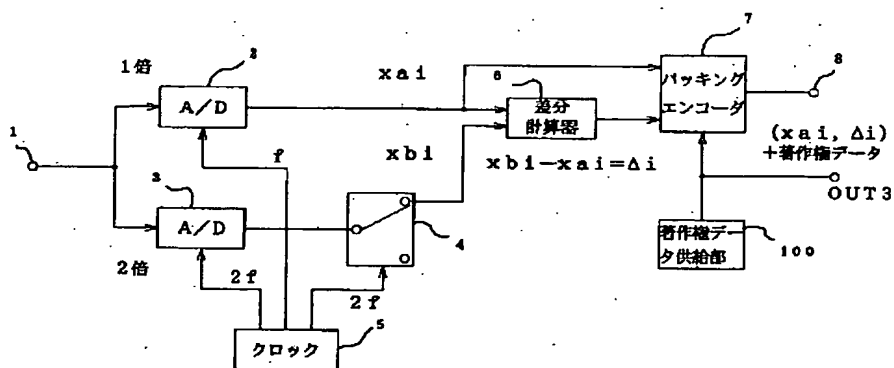 1
1倍
2
A/D
f
3
A/D
2倍
2f
クロック
5
2f
4
xai
xbi
6
差分
計算器
xbi-xai=Δi
7
パッキング
エンコーダ
8
(xai, Δi)
+著作権データ
OUT3
著作権デー
タ供給部
100